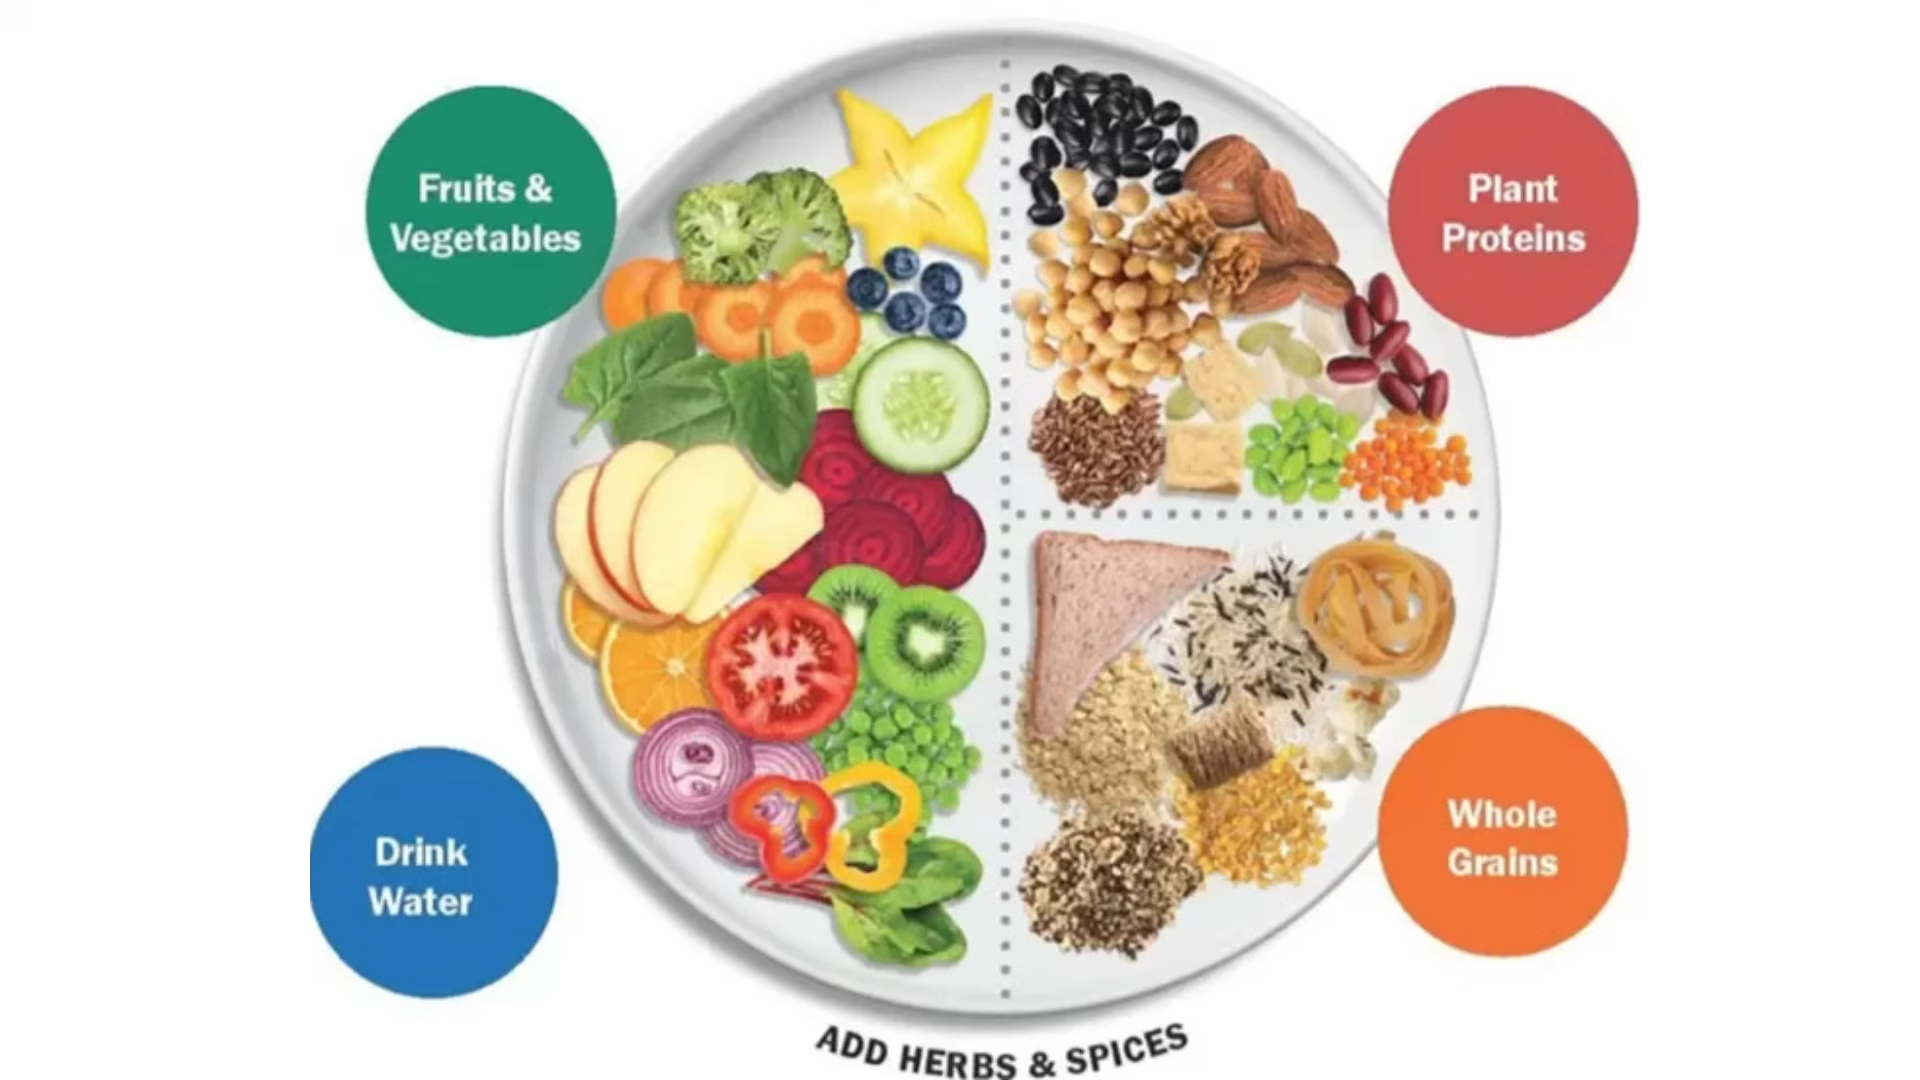 Fruits &
Vegetables
Plant
Proteins
Drink
Water
Whole
Grains
ADD HERBS & SPICES